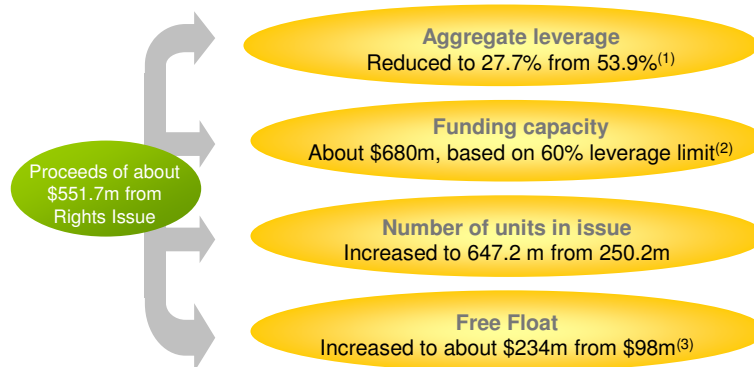 Aggregate leverage
Reduced to 27.7% from 53.9%(1)
Funding capacity
About $680m, based on 60% leverage limit(2)
Proceeds of about
$551.7m from
Rights Issue
Number of units in issue
Increased to 647.2 m from 250.2m
Free Float
Increased to about $234m from $98m(3)